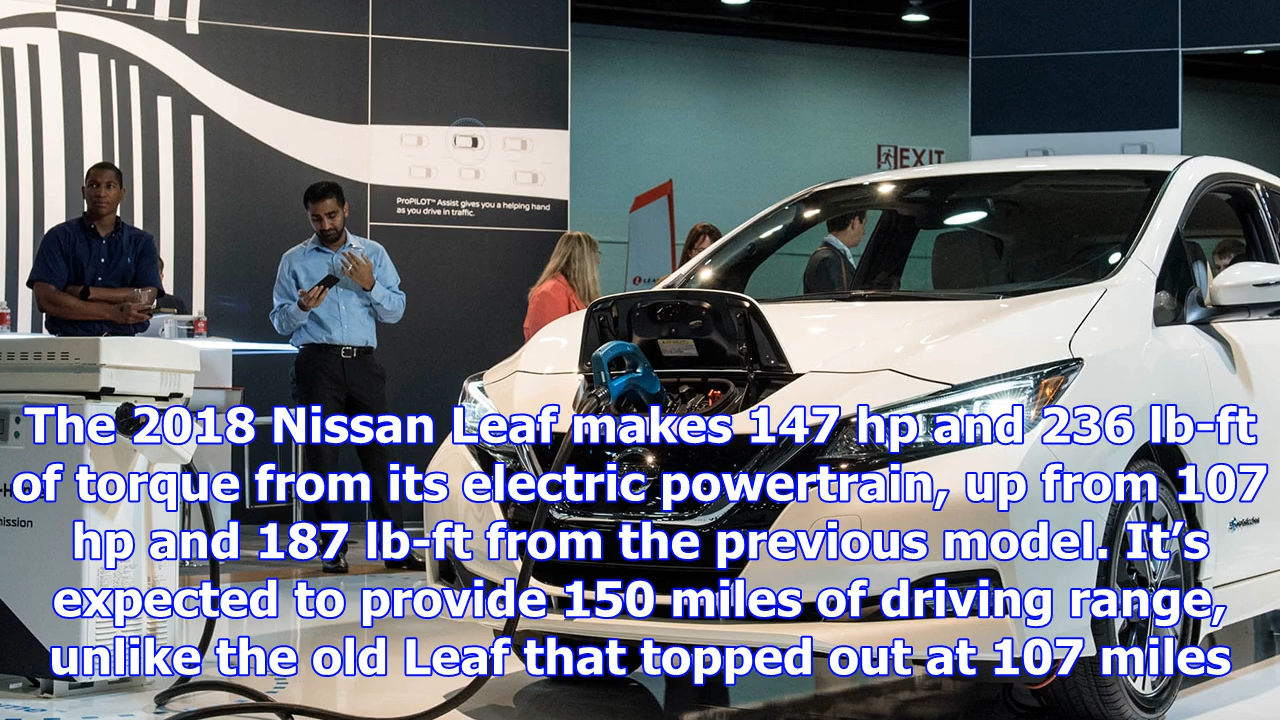 EXIT
ProPILOT™ Assist gives you a helping hand
as you drive in traffic.
LEAF
The 2018 Nissan Leaf makes 147 hp and 236 lb-ft
of torque from its electric powertrain, up from 107
hp and 187 lb-ft from the previous model. It’s
expected to provide 150 miles of driving range,
unlike the old Leaf that topped out at 107 miles